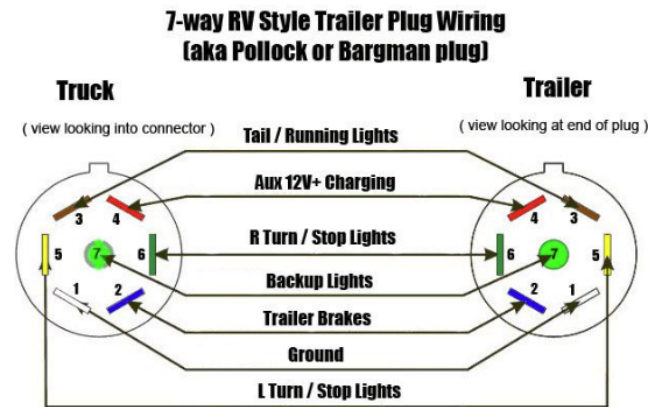 7-way RV Style Trailer Plug Wiring
(aka Pollock or Bargman plug)
Truck
Trailer
( view looking into connector )
( view looking at end of plug )
Tail / Running Lights
Aux 12V+ Charging
R Turn / Stop Lights
Backup Lights
Trailer Brakes
Ground
L Turn / Stop Lights
3 4
5 7 6
1 2
4 3
6 7 5
2 1